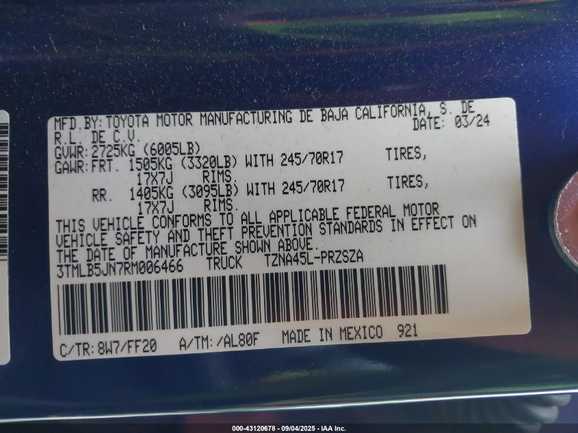 MFD.BY: TOYOTA MOTOR MANUFACTURING DE BAJA CALIFORNIA, S. DE
R.L. DE C.V. DATE: 03/24
GVWR: 2725KG (6005LB)
GAWR: FRT. 1505KG (3320LB) WITH 245/70R17 TIRES,
17X7J RIMS.
RR. 1405KG (3095LB) WITH 245/70R17 TIRES,
17X7J RIMS.
THIS VEHICLE CONFORMS TO ALL APPLICABLE FEDERAL MOTOR
VEHICLE SAFETY AND THEFT PREVENTION STANDARDS IN EFFECT ON
THE DATE OF MANUFACTURE SHOWN ABOVE.
3TMLB5JN7RM006466 TRUCK TZNA45L-PRZSZA
C/TR: 8W7/FF20 A/TM: /AL80F MADE IN MEXICO 921
000-43120678 - 09/04/2025 - IAA Inc.